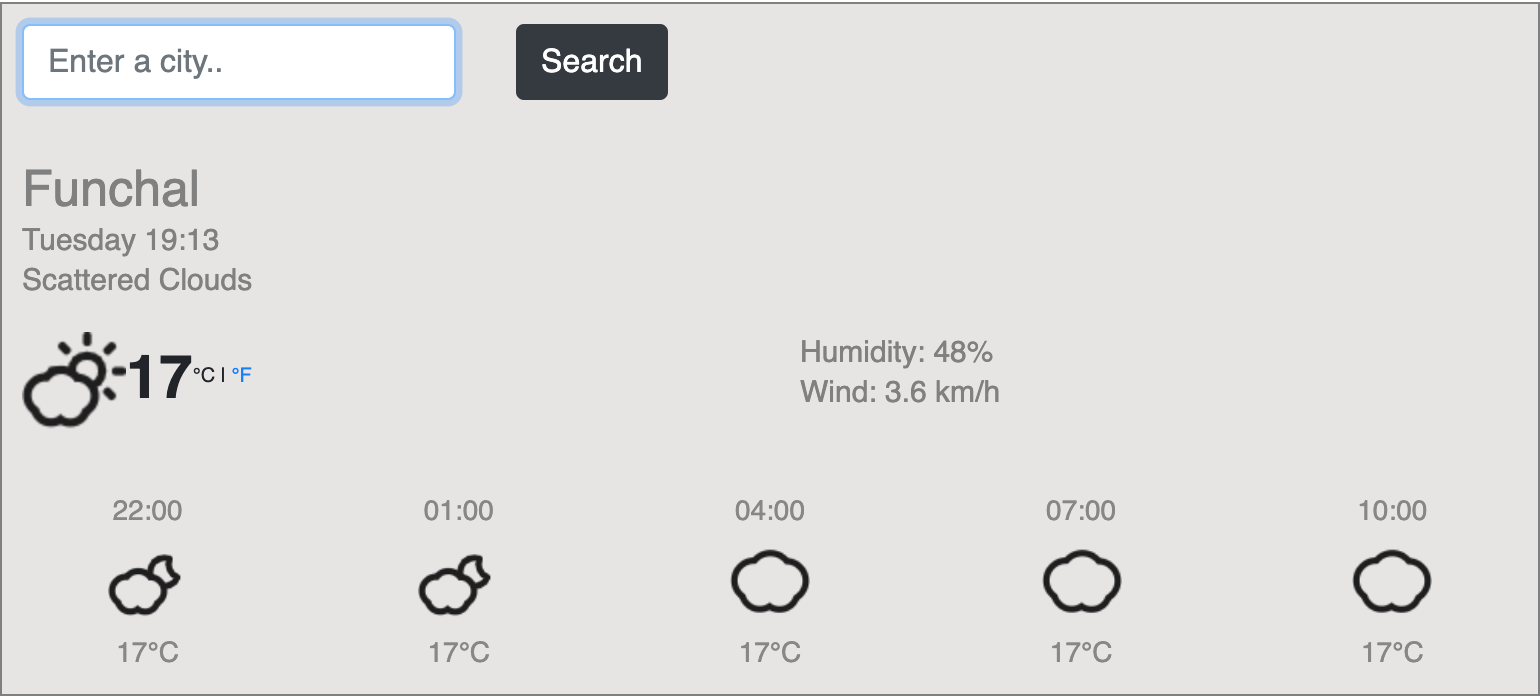 Enter a city..
Search
Funchal
Tuesday 19:13
Scattered Clouds
17 °C | °F
Humidity: 48%
Wind: 3.6 km/h
22:00 01:00 04:00 07:00 10:00
17°C 17°C 17°C 17°C 17°C